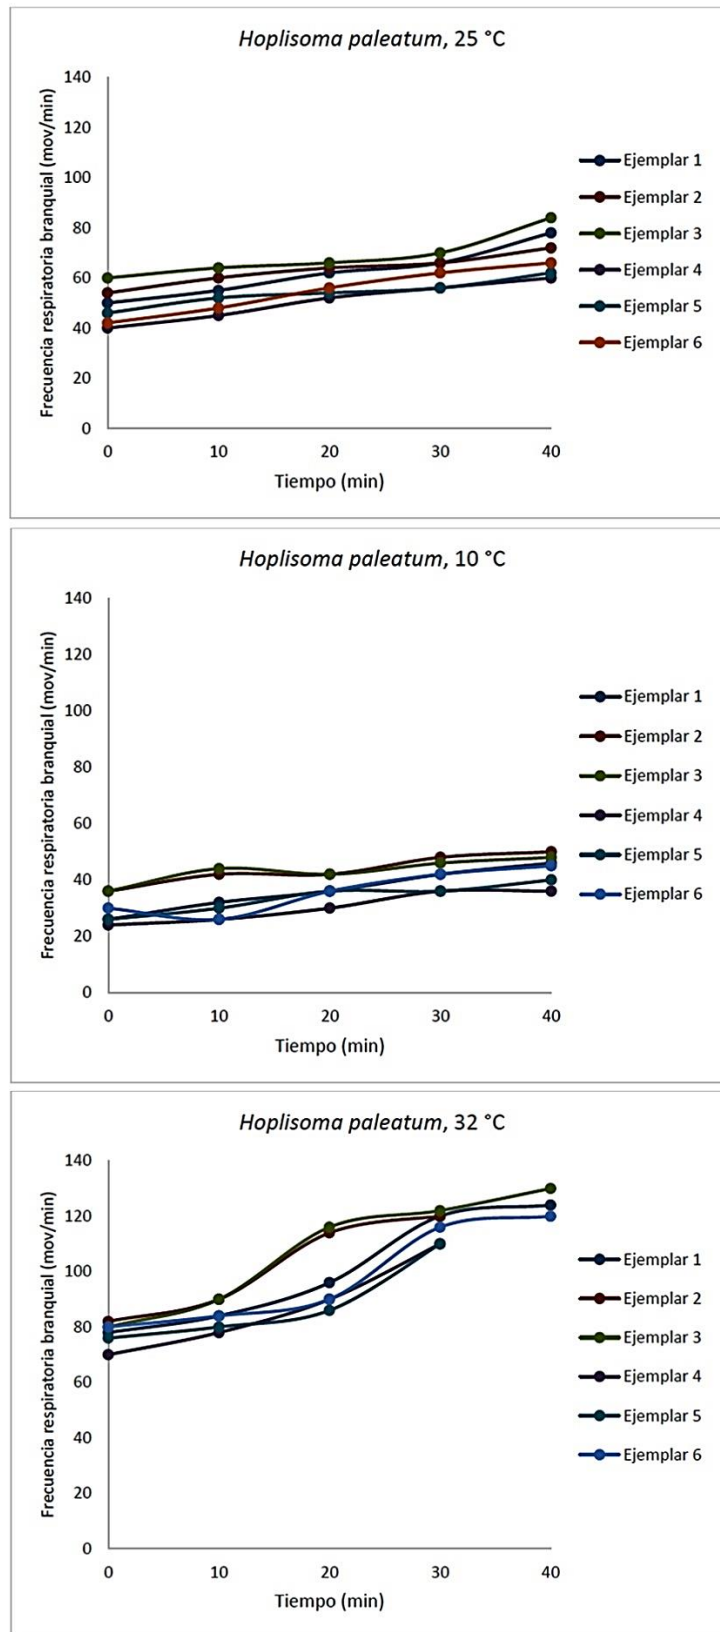 Hoplisoma paleatum, 25 °C
Frecuencia respiratoria branquial (mov/min)
140
120
100
80
60
40
20
0
0 10 20 30 40
Tiempo (min)
Ejemplar 1
Ejemplar 2
Ejemplar 3
Ejemplar 4
Ejemplar 5
Ejemplar 6
Hoplisoma paleatum, 10 °C
Frecuencia respiratoria branquial (mov/min)
140
120
100
80
60
40
20
0
0 10 20 30 40
Tiempo (min)
Ejemplar 1
Ejemplar 2
Ejemplar 3
Ejemplar 4
Ejemplar 5
Ejemplar 6
Hoplisoma paleatum, 32 °C
Frecuencia respiratoria branquial (mov/min)
140
120
100
80
60
40
20
0
0 10 20 30 40
Tiempo (min)
Ejemplar 1
Ejemplar 2
Ejemplar 3
Ejemplar 4
Ejemplar 5
Ejemplar 6